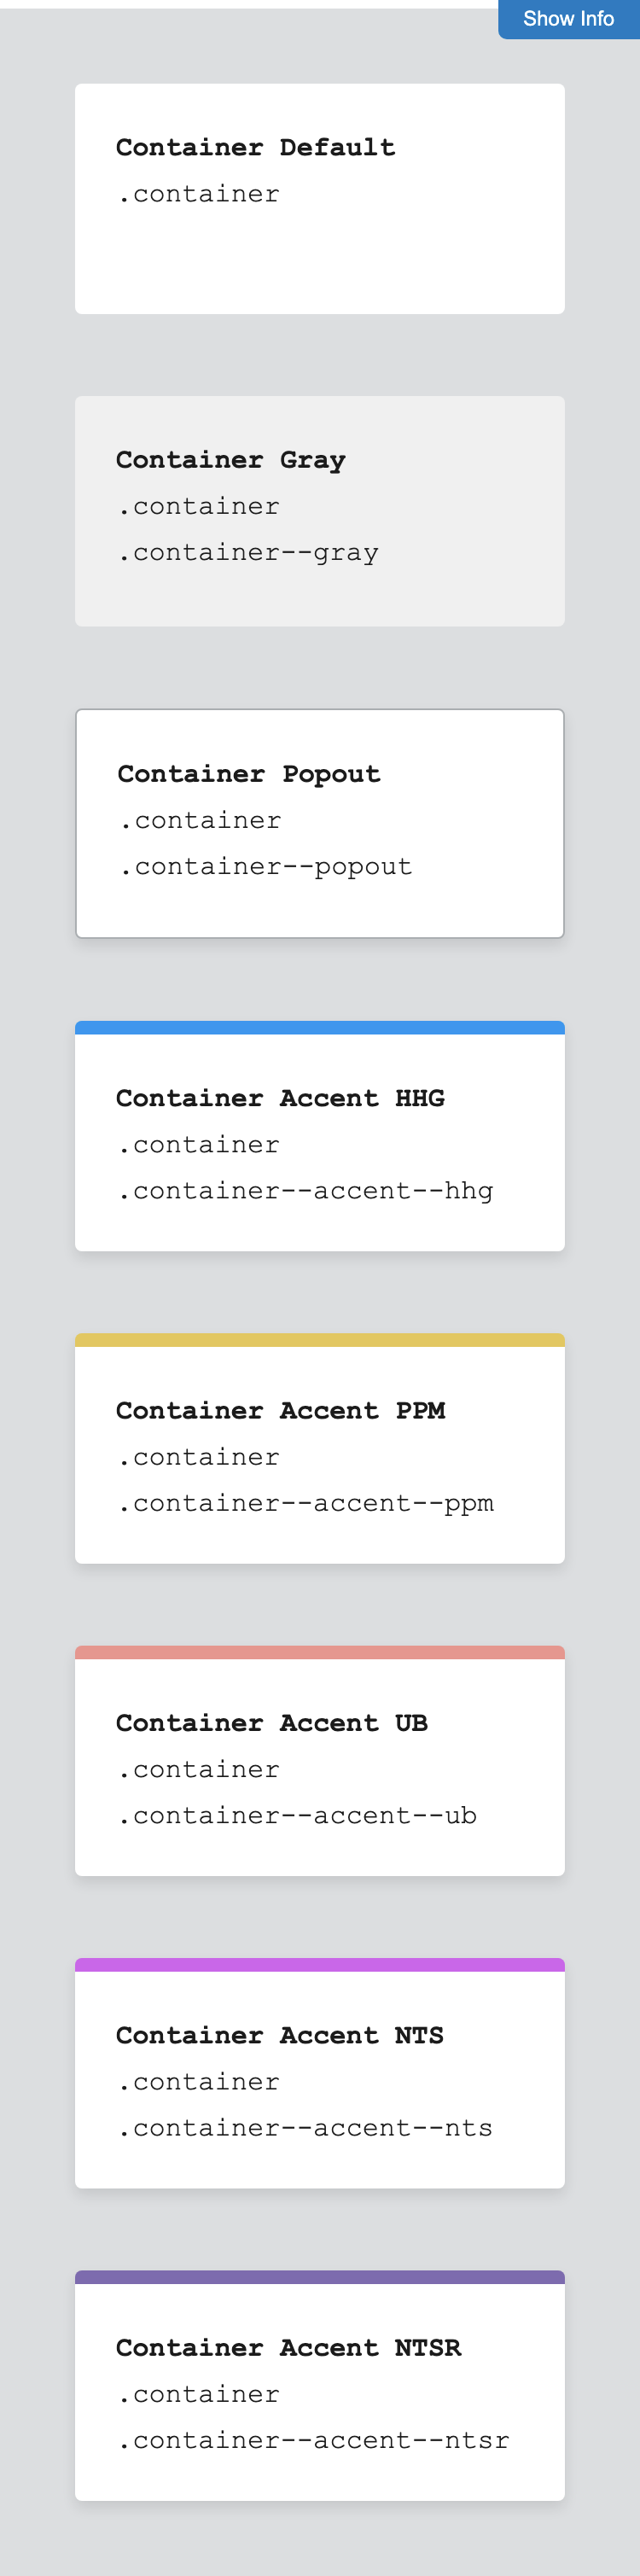 Show Info
Container Default
.container
Container Gray
.container
.container--gray
Container Popout
.container
.container--popout
Container Accent HHG
.container
.container--accent--hhg
Container Accent PPM
.container
.container--accent--ppm
Container Accent UB
.container
.container--accent--ub
Container Accent NTS
.container
.container--accent--nts
Container Accent NTSR
.container
.container--accent--ntsr